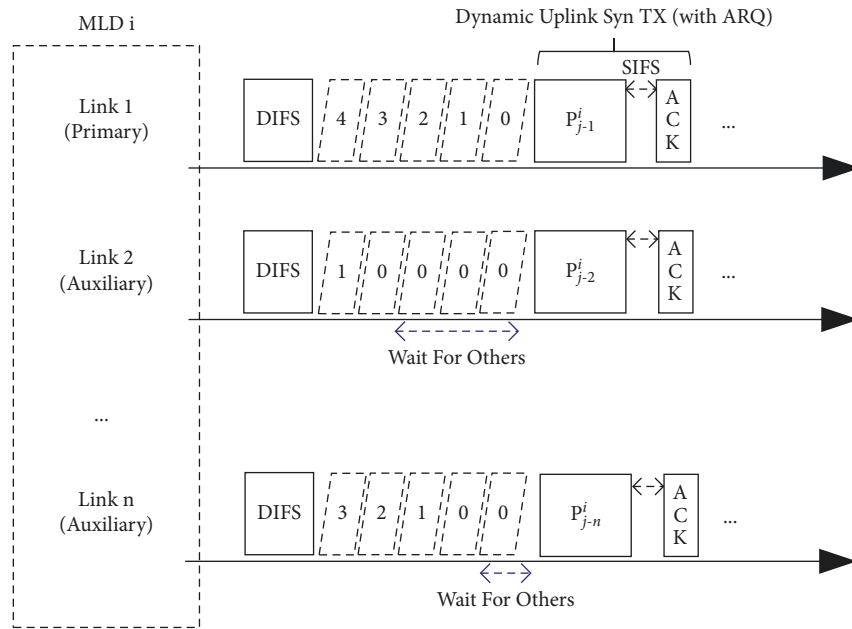 MLD i
Dynamic Uplink Syn TX (with ARQ)
SIFS
Link 1
(Primary)
DIFS
4 3 2 1 0
P^i_{j-1}
A
C
K
...
Link 2
(Auxiliary)
DIFS
1 0 0 0 0
P^i_{j-2}
A
C
K
...
Wait For Others
...
Link n
(Auxiliary)
DIFS
3 2 1 0 0
P^i_{j-n}
A
C
K
...
Wait For Others